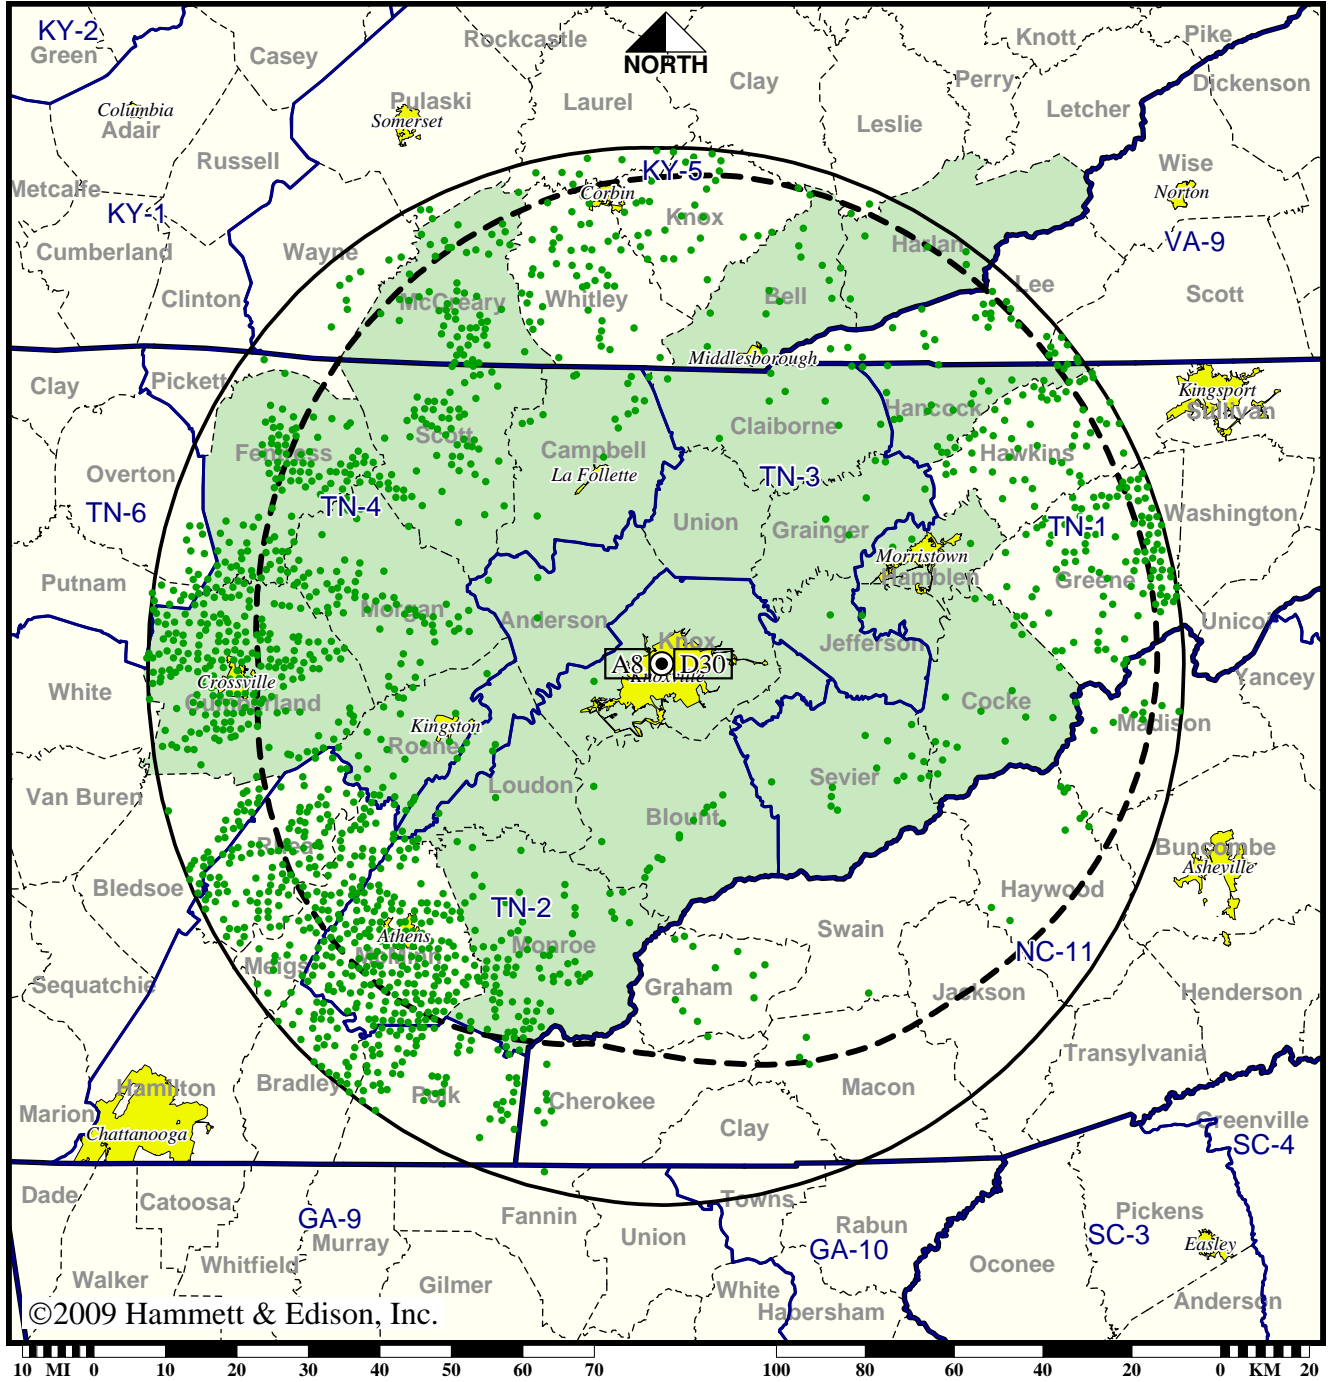 KY-2
Green
Casey
Rockcastle
NORTH
Clay
Knott
Pike
Perry
Dickenson
Letcher
Columbia
Adair
Pulaski
Somerset
Laurel
Leslie
Russell
KY-5
Wise
Norton
Metcalfe
KY-1
Corbin
Knox
VA-9
Cumberland
Wayne
Harlan
Lee
Scott
Clinton
McCreary
Whitley
Bell
Middlesborough
Clay
Pickett
Kingsport
Sullivan
Hancock
Claiborne
Scott
Campbell
Hawkins
Fentress
Overton
La Follette
TN-3
TN-6
TN-4
Union
Grainger
TN-1
Washington
Morristown
Putnam
Hamblen
Greene
Morgan
Anderson
Unicoi
Knox
Jefferson
A8
D30
Knoxville
Yancey
White
Crossville
Cumberland
Cocke
Madison
Kingston
Roane
Loudon
Sevier
Van Buren
Blount
Rhea
Buncombe
Asheville
Bledsoe
Haywood
TN-2
Swain
Athens
McMinn
Monroe
NC-11
Meigs
Sequatchie
Graham
Jackson
Henderson
Transylvania
Hamilton
Bradley
Polk
Cherokee
Macon
Marion
Chattanooga
Clay
Greenville
SC-4
Dade
Catoosa
Towns
GA-9
Murray
Fannin
Union
Rabun
GA-10
Pickens
SC-3
Easley
Whitfield
Walker
Gilmer
White
Habersham
Oconee
Anderson
©2009 Hammett & Edison, Inc.
10 MI 0 10 20 30 40 50 60 70 100 80 60 40 20 0 KM 20